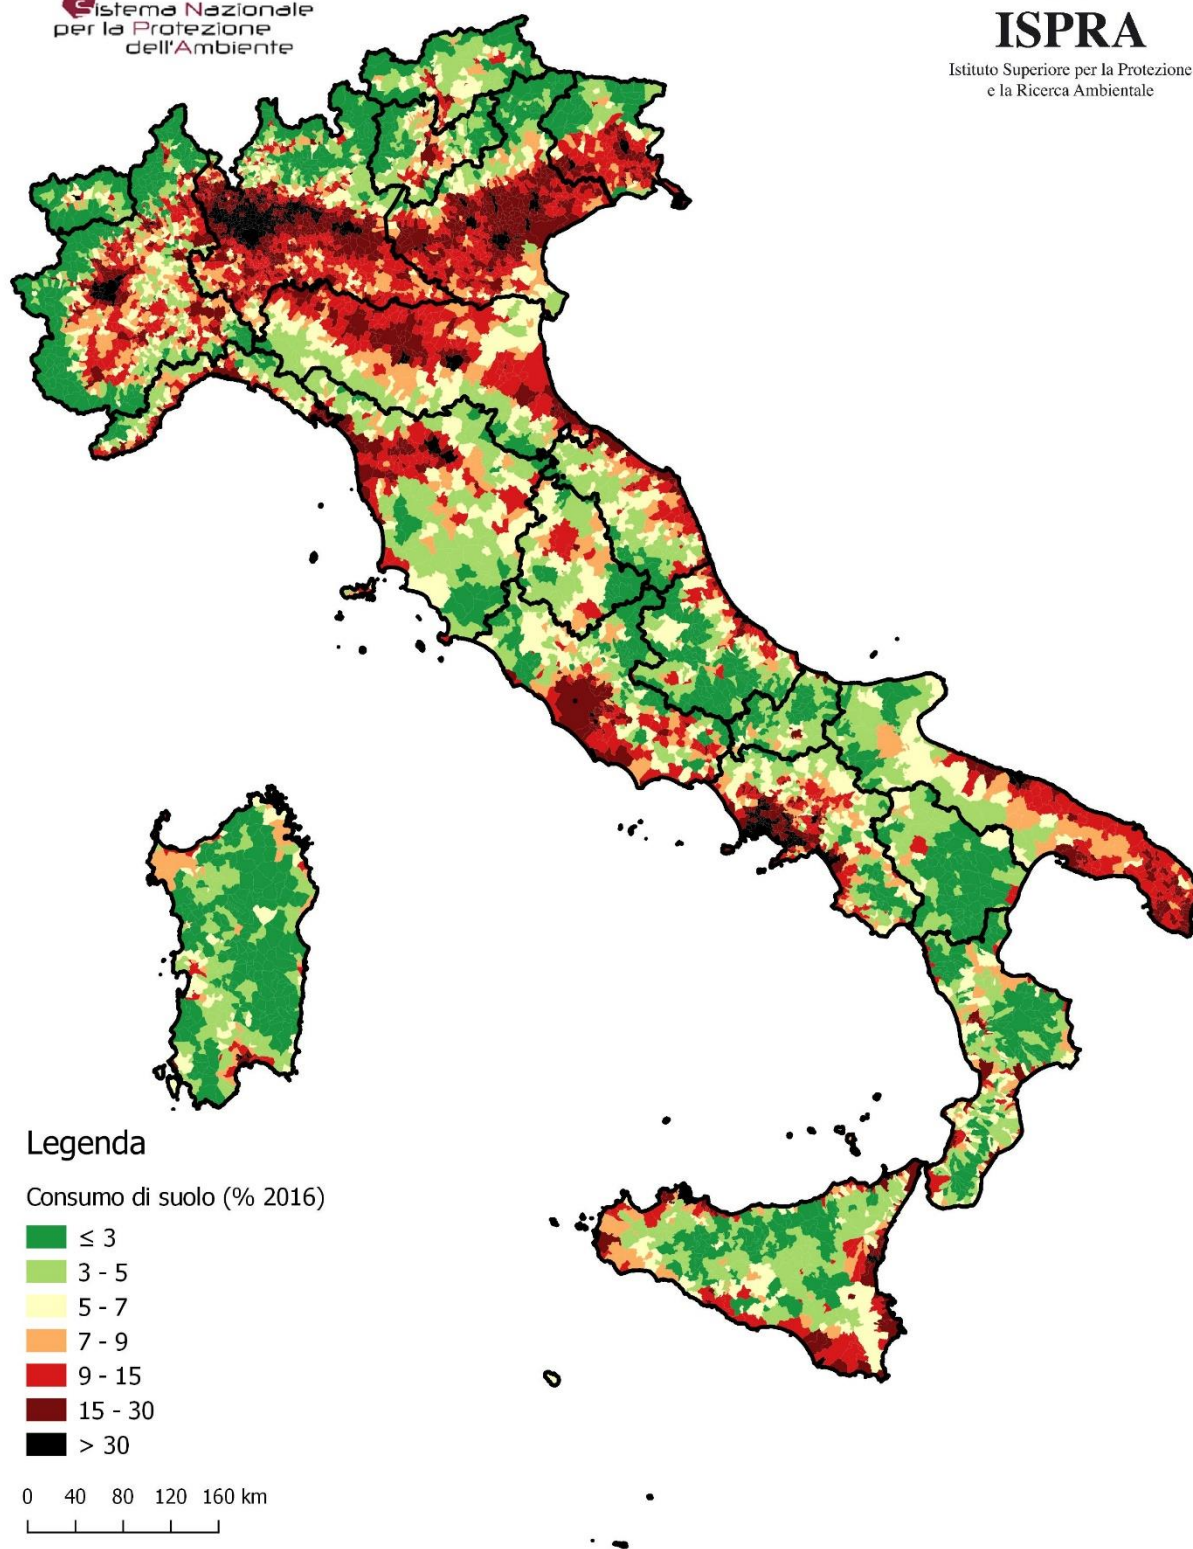 Sistema Nazionale
per la Protezione
dell'Ambiente
ISPRA
Istituto Superiore per la Protezione
e la Ricerca Ambientale
Legenda
Consumo di suolo (% 2016)
≤ 3
3 - 5
5 - 7
7 - 9
9 - 15
15 - 30
> 30
0 40 80 120 160 km